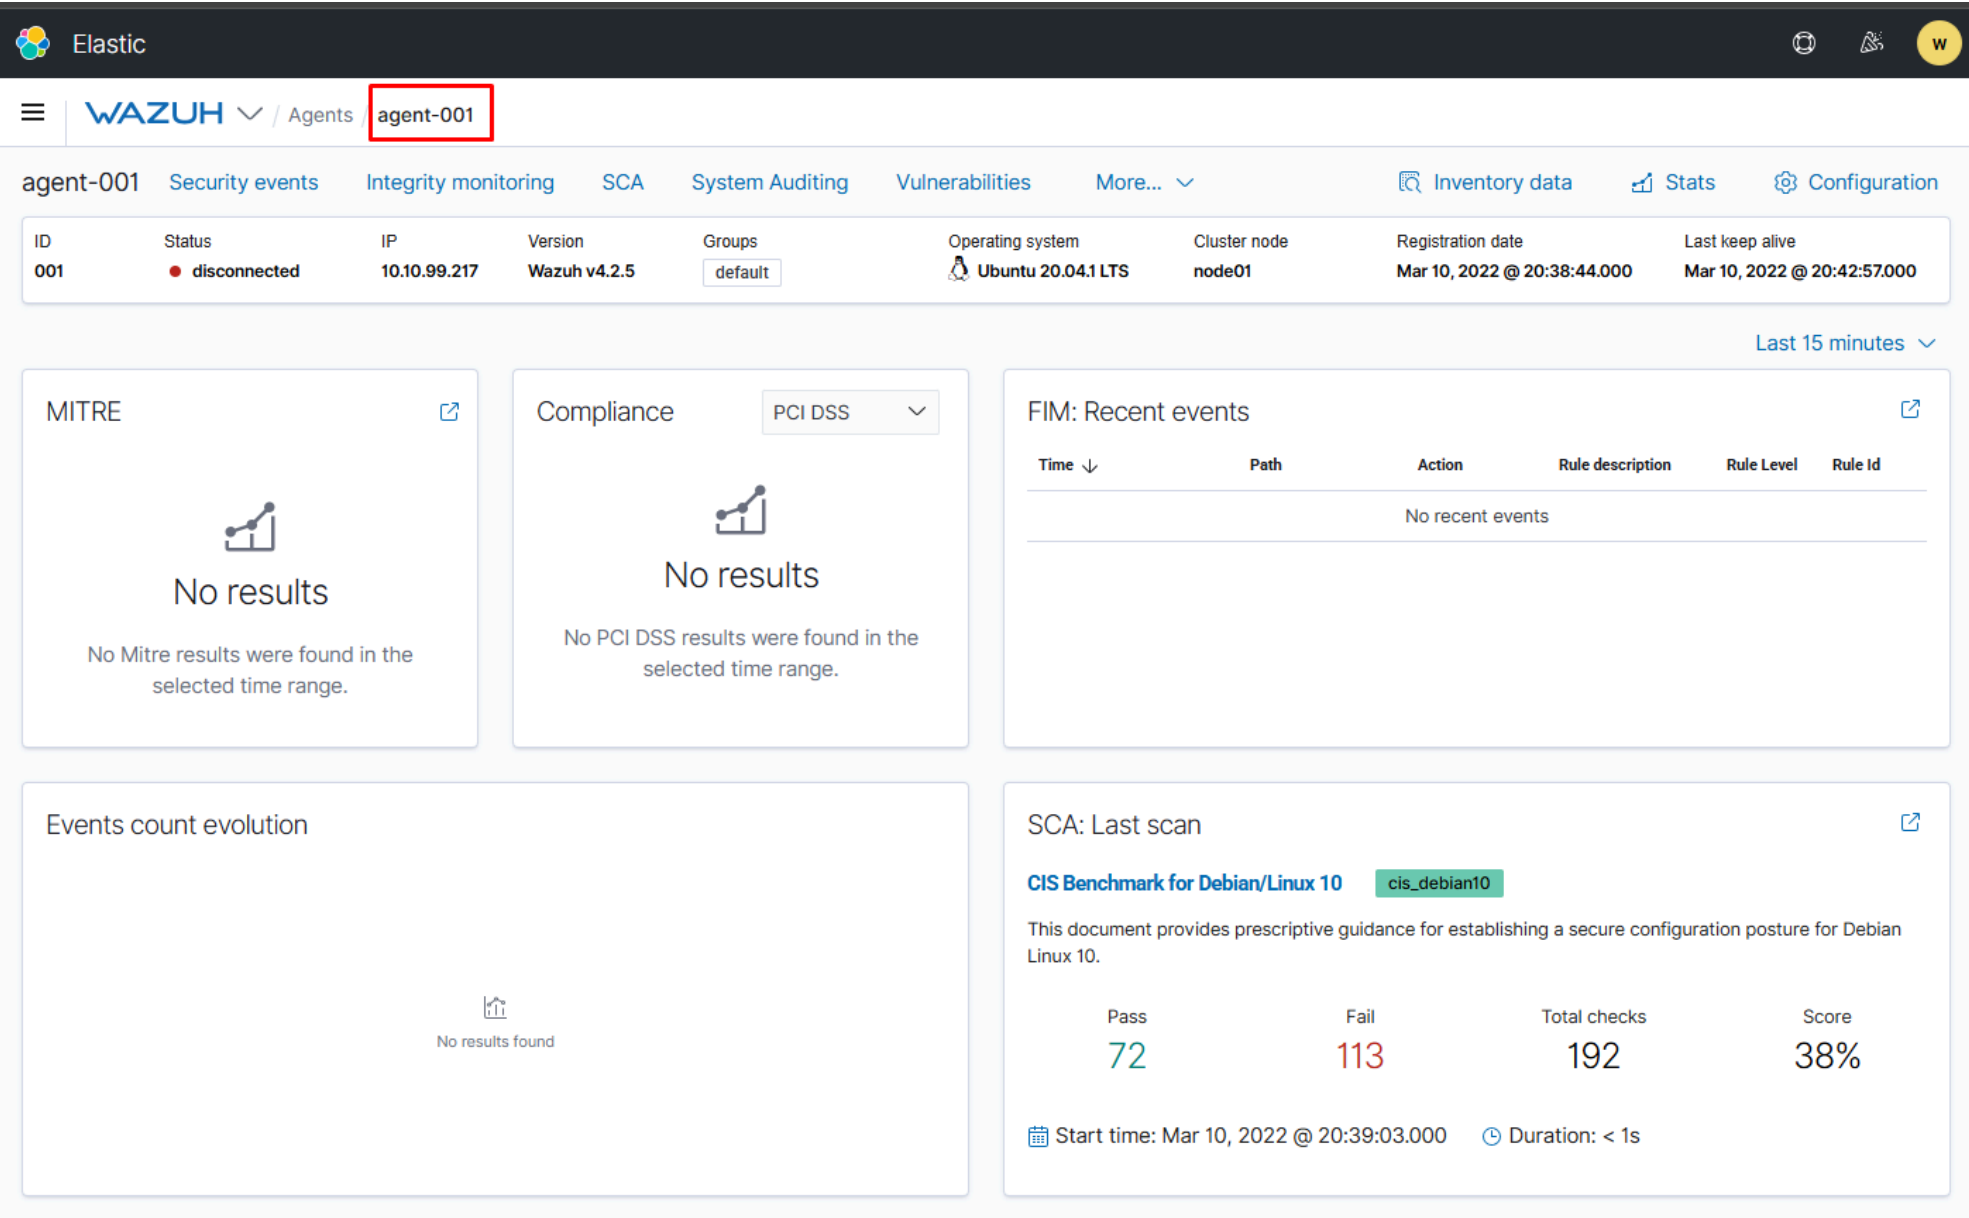 Elastic
W
WAZUH / Agents / agent-001
agent-001 Security events Integrity monitoring SCA System Auditing Vulnerabilities More... Inventory data Stats Configuration
ID Status IP Version Groups Operating system Cluster node Registration date Last keep alive
001 disconnected 10.10.99.217 Wazuh v4.2.5 default Ubuntu 20.04.1 LTS node01 Mar 10, 2022 @ 20:38:44.000 Mar 10, 2022 @ 20:42:57.000
Last 15 minutes
MITRE
No results
No Mitre results were found in the
selected time range.
Compliance PCI DSS
No results
No PCI DSS results were found in the
selected time range.
FIM: Recent events
Time Path Action Rule description Rule Level Rule Id
No recent events
Events count evolution
No results found
SCA: Last scan
CIS Benchmark for Debian/Linux 10 cis_debian10
This document provides prescriptive guidance for establishing a secure configuration posture for Debian
Linux 10.
Pass Fail Total checks Score
72 113 192 38%
Start time: Mar 10, 2022 @ 20:39:03.000 Duration: < 1s